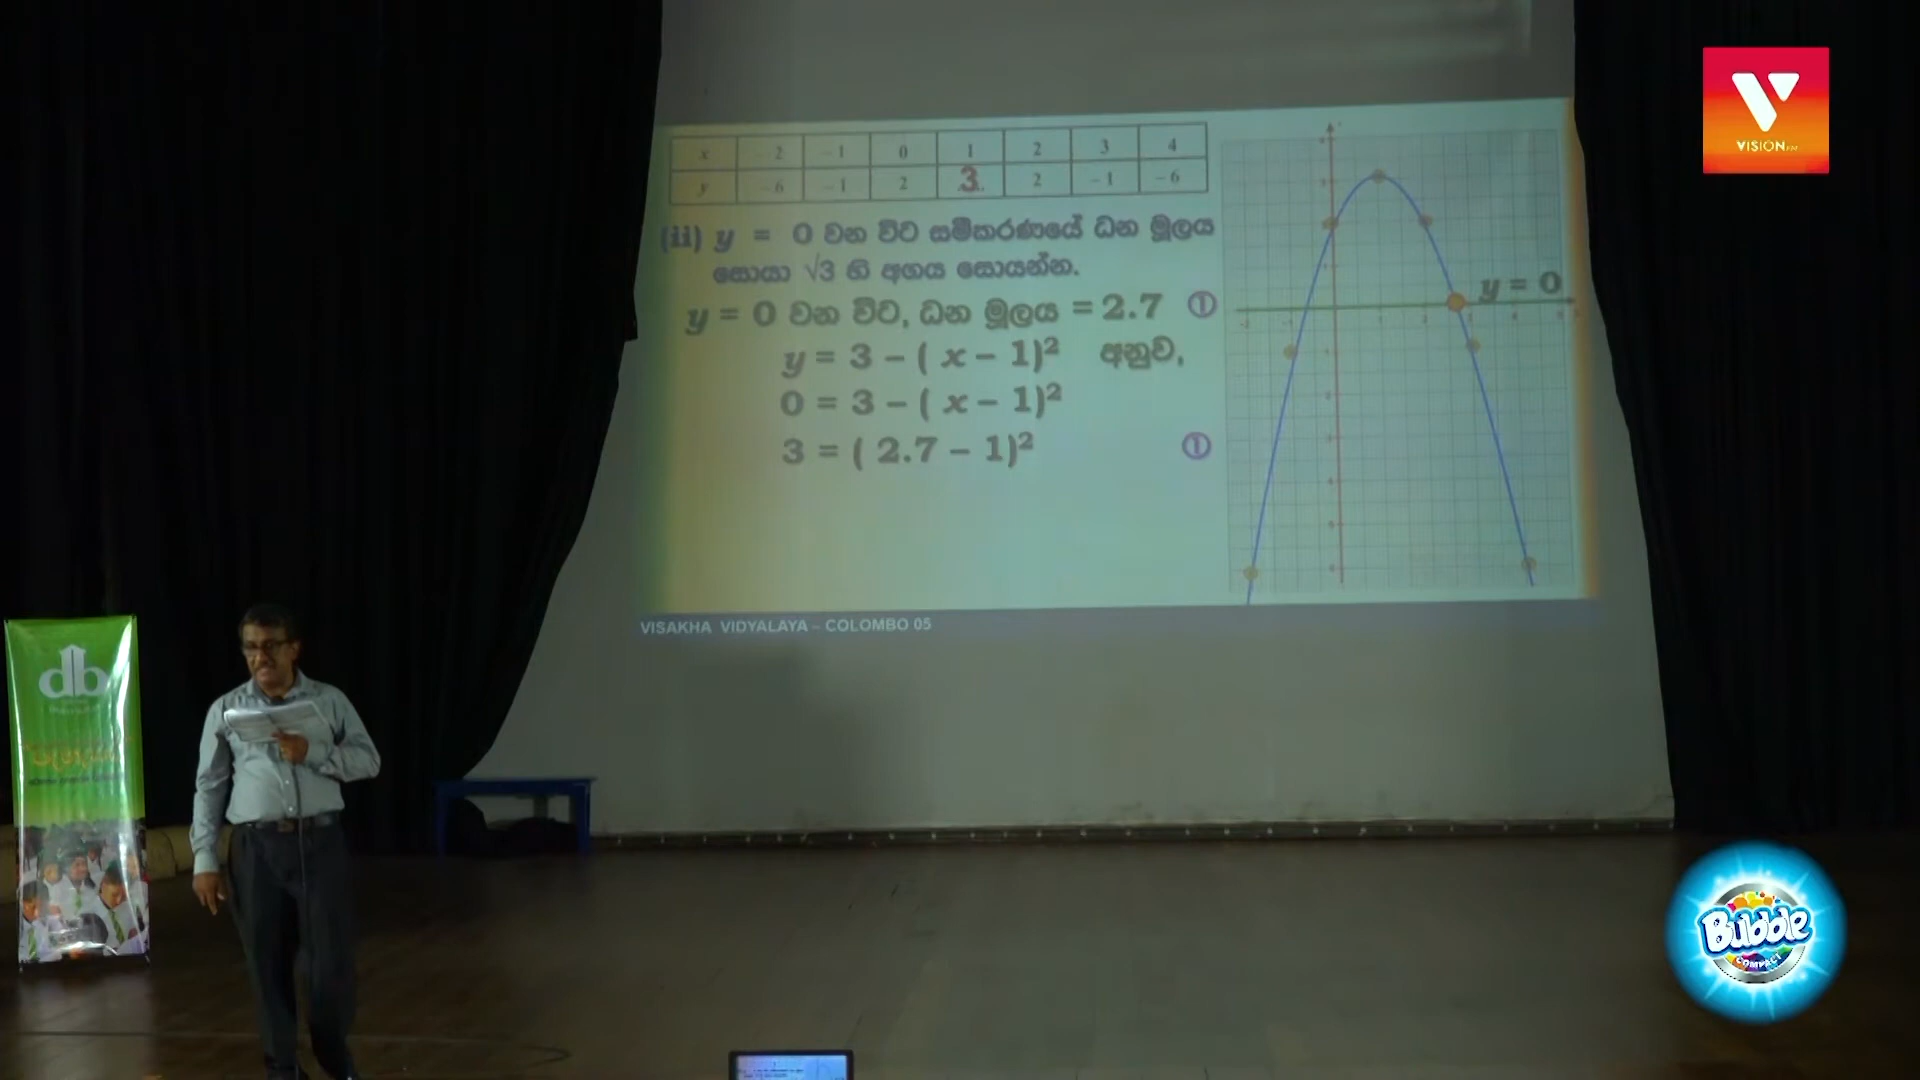 VISION
x -2 -1 0 1 2 3 4
y -6 -1 2 3 2 -1 -6
(ii) y = 0 වන විට සමීකරණයේ ධන මූලය
සොයා √3 හි අගය සොයන්න.
y = 0 වන විට, ධන මූලය = 2.7 ①
y = 3 – ( x – 1)² අනුව,
0 = 3 – ( x – 1)²
3 = ( 2.7 – 1)² ①
y = 0
VISAKHA VIDYALAYA – COLOMBO 05
db
Bubble
COMPACT